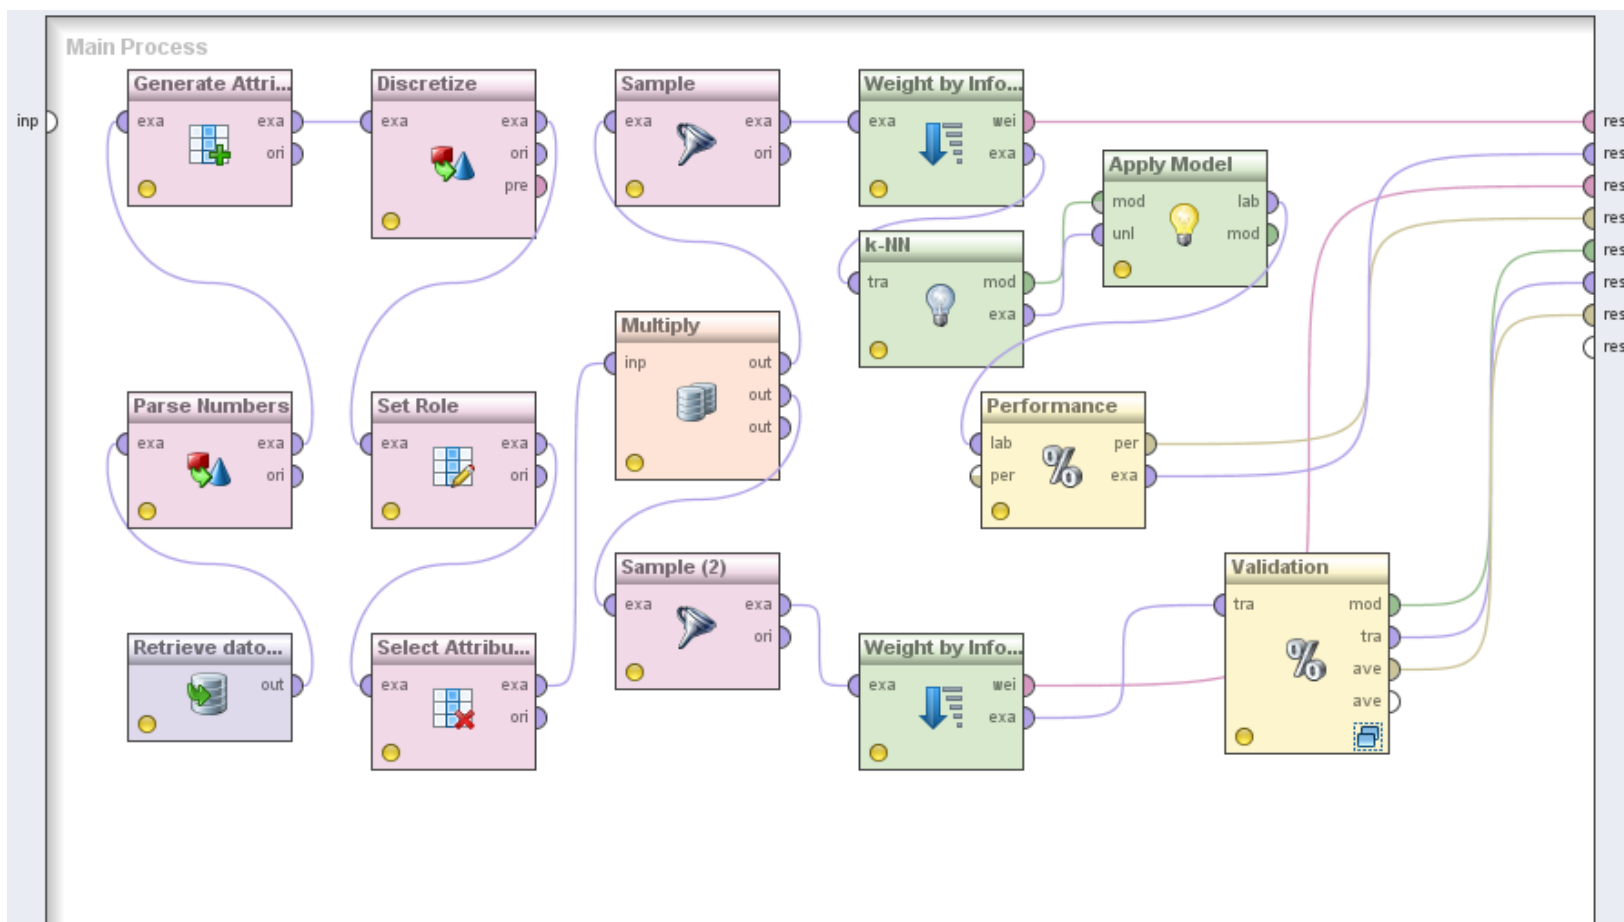 Main Process
inp
Generate Attri...
exa exa
ori
Discretize
exa exa
ori
pre
Sample
exa exa
ori
Weight by Info...
exa wei
exa
Apply Model
mod lab
unl mod
k-NN
tra mod
exa
Multiply
inp out
out
out
Parse Numbers
exa exa
ori
Set Role
exa exa
ori
Performance
lab per
per exa
Sample (2)
exa exa
ori
Validation
tra mod
tra
ave
ave
Retrieve dato...
out
Select Attribu...
exa exa
ori
Weight by Info...
exa wei
exa
res
res
res
res
res
res
res
res